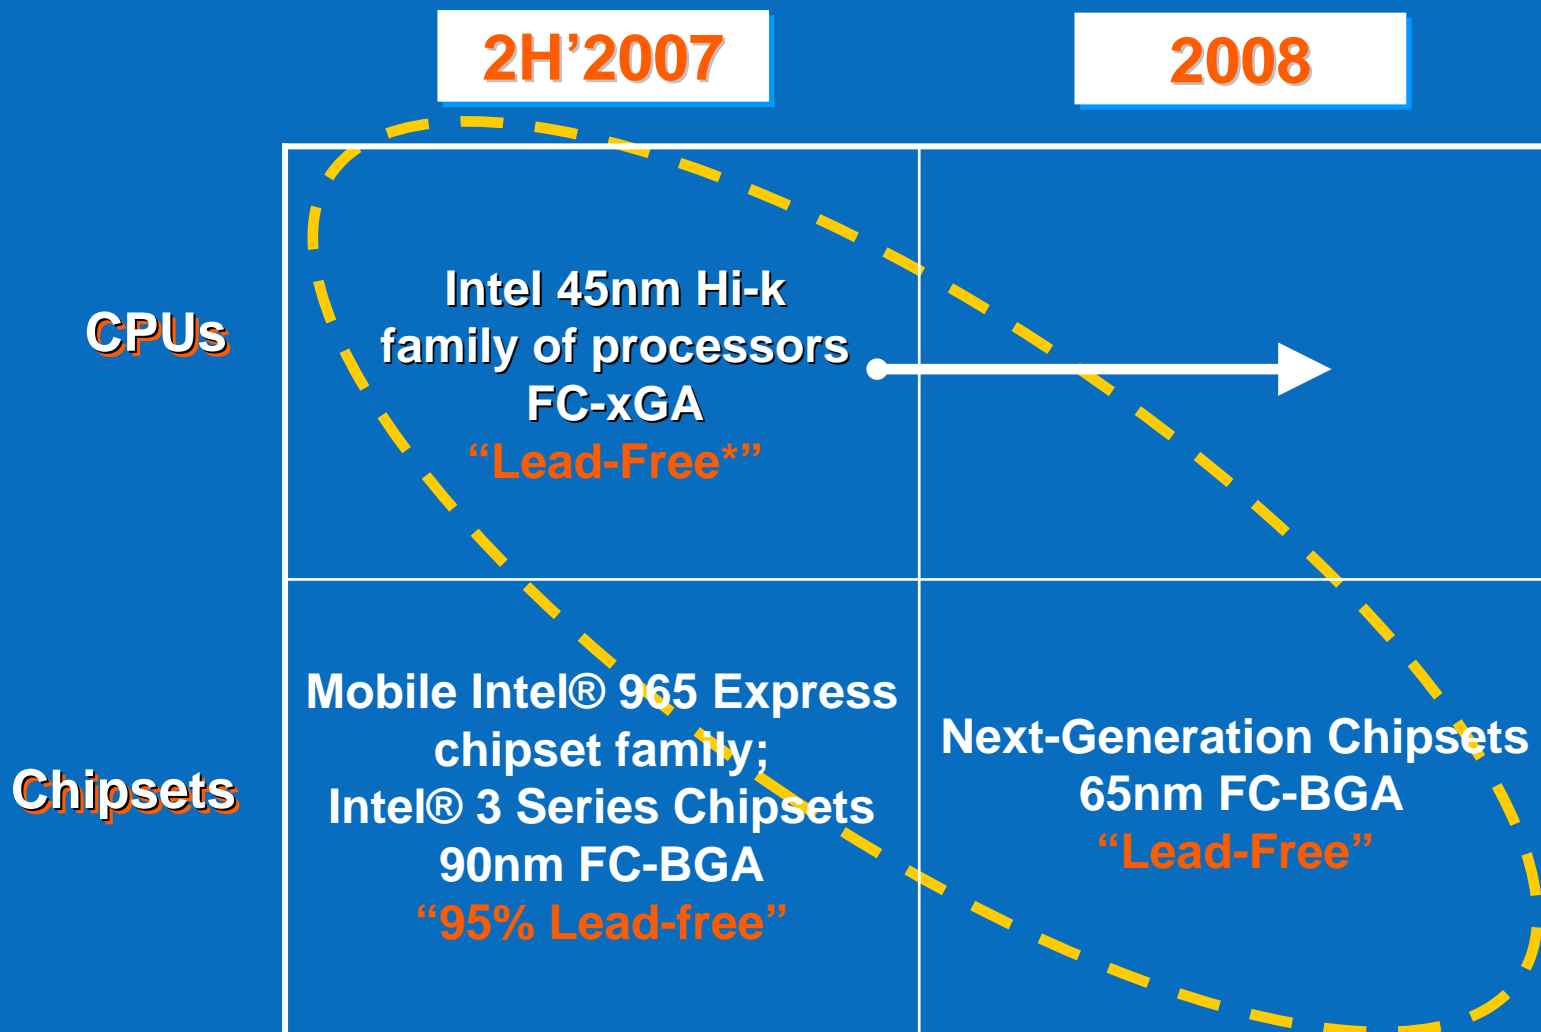 2H’2007
2008
CPUs
Intel 45nm Hi-k
family of processors
FC-xGA
“Lead-Free*”
Chipsets
Mobile Intel® 965 Express
chipset family;
Intel® 3 Series Chipsets
90nm FC-BGA
“95% Lead-free”
Next-Generation Chipsets
65nm FC-BGA
“Lead-Free”